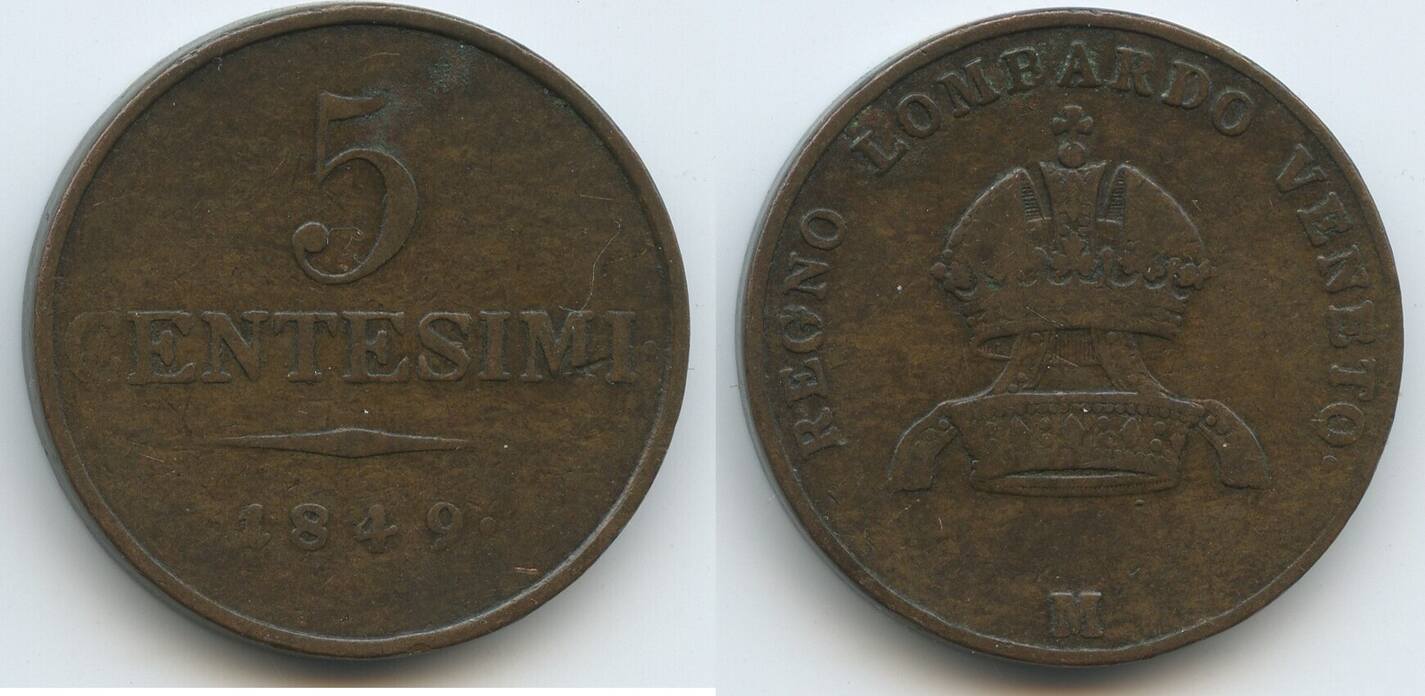 5
CENTESIMI.
1849.
REGNO LOMBARDO VENETO.
M